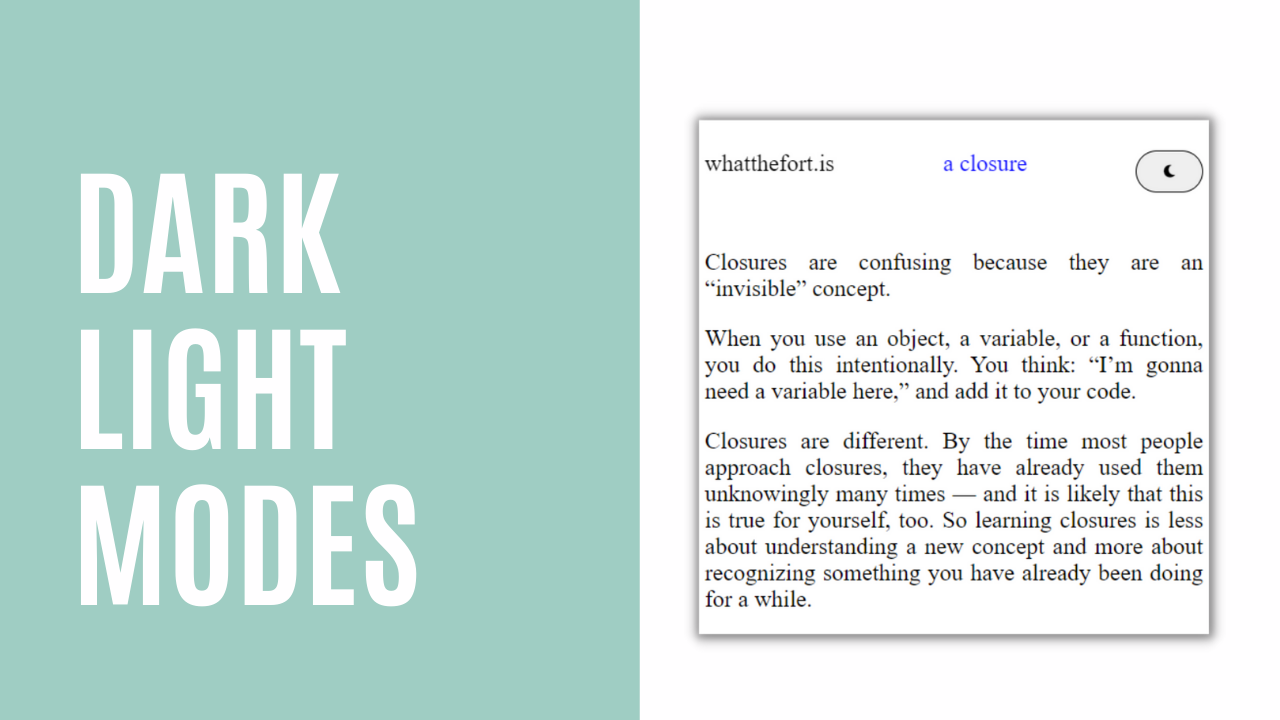 DARK
LIGHT
MODES
whatthefort.is a closure
Closures are confusing because they are an
“invisible” concept.
When you use an object, a variable, or a function,
you do this intentionally. You think: “I’m gonna
need a variable here,” and add it to your code.
Closures are different. By the time most people
approach closures, they have already used them
unknowingly many times — and it is likely that this
is true for yourself, too. So learning closures is less
about understanding a new concept and more about
recognizing something you have already been doing
for a while.